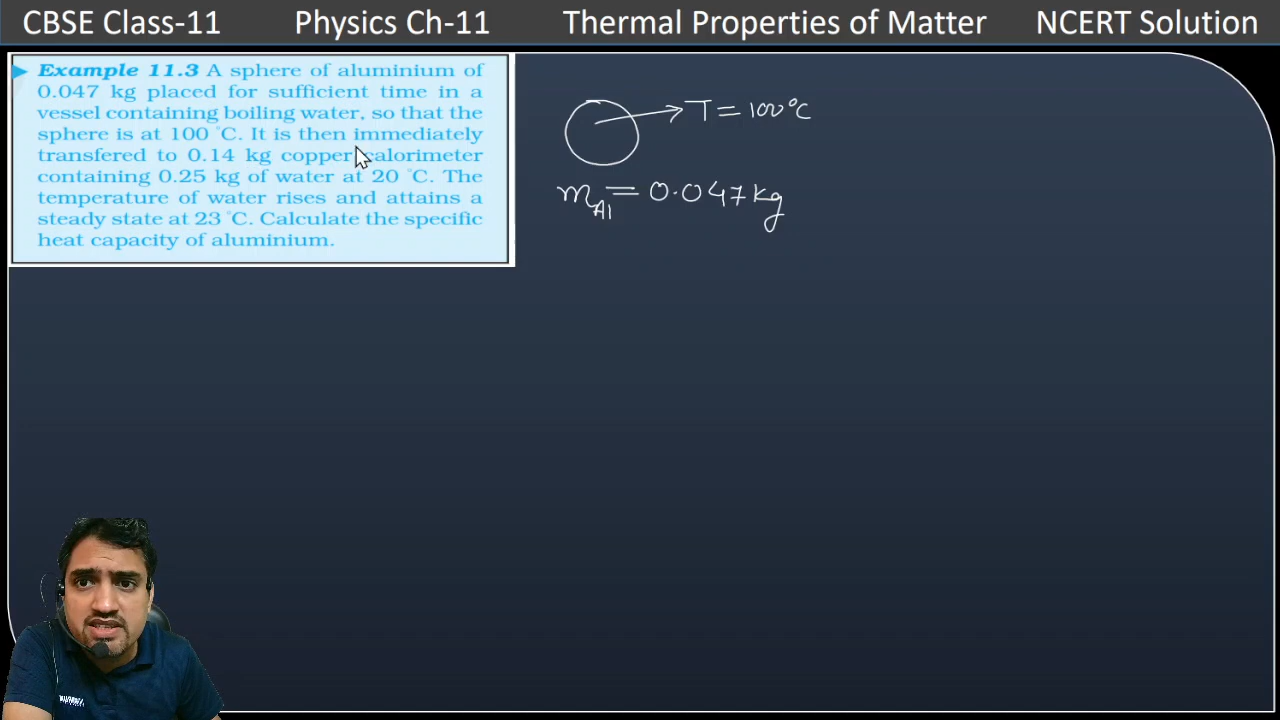 CBSE Class-11 Physics Ch-11 Thermal Properties of Matter NCERT Solution
Example 11.3 A sphere of aluminium of
0.047 kg placed for sufficient time in a
vessel containing boiling water, so that the
sphere is at 100 °C. It is then immediately
transfered to 0.14 kg copper calorimeter
containing 0.25 kg of water at 20 °C. The
temperature of water rises and attains a
steady state at 23 °C. Calculate the specific
heat capacity of aluminium.
T = 100°C
m Al = 0.047 kg